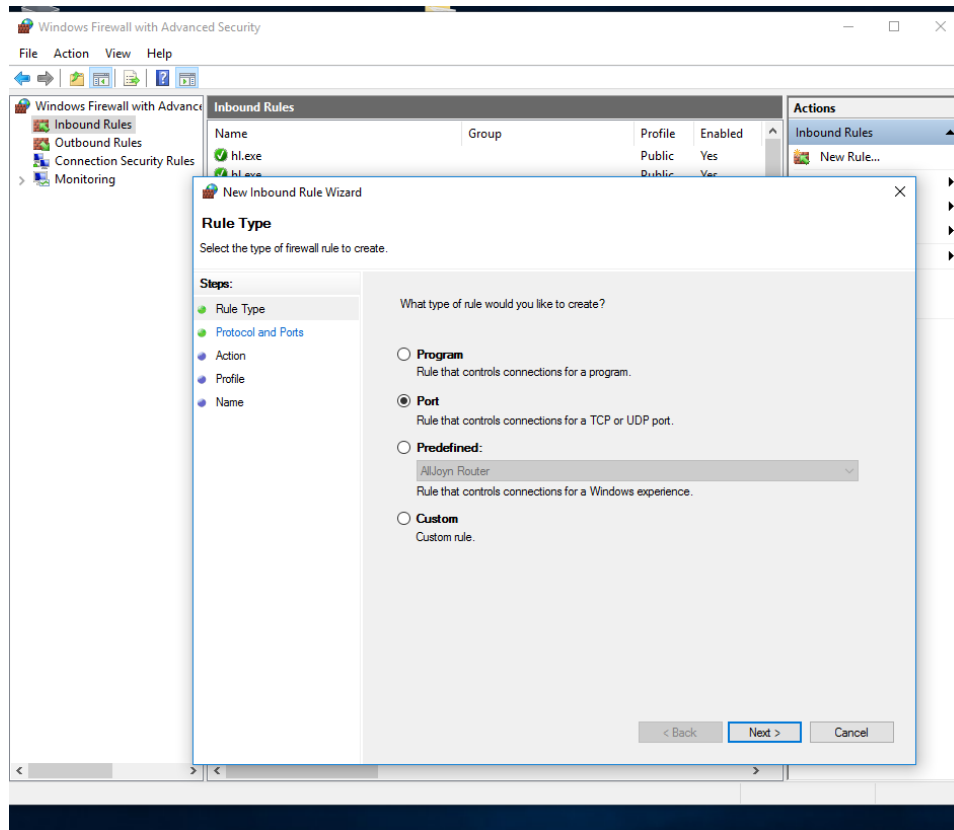 Windows Firewall with Advanced Security
File Action View Help
Windows Firewall with Advance
Inbound Rules
Outbound Rules
Connection Security Rules
Monitoring
Inbound Rules
Name Group Profile Enabled
hl.exe Public Yes
hl.exe Public Yes
Actions
Inbound Rules
New Rule...
New Inbound Rule Wizard
Rule Type
Select the type of firewall rule to create.
Steps:
Rule Type
Protocol and Ports
Action
Profile
Name
What type of rule would you like to create?
Program
Rule that controls connections for a program.
Port
Rule that controls connections for a TCP or UDP port.
Predefined:
AllJoyn Router
Rule that controls connections for a Windows experience.
Custom
Custom rule.
< Back Next > Cancel